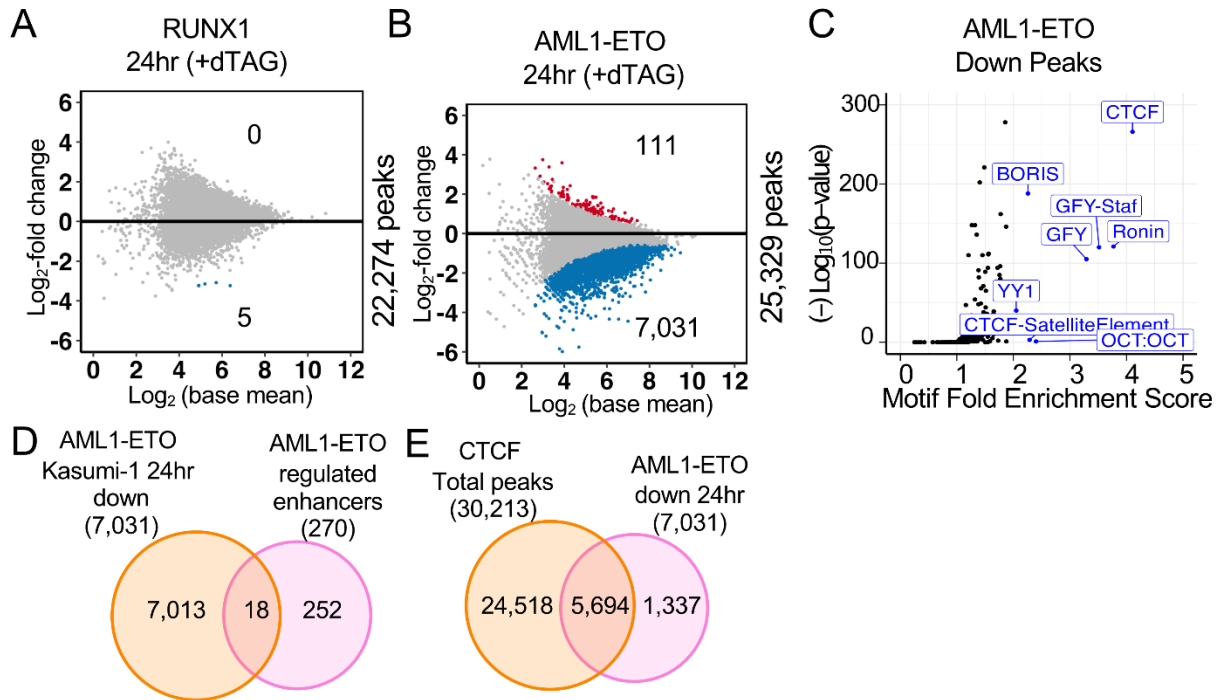 A
RUNX1
24hr (+dTAG)
Log₂-fold change
6
4
2
0
-2
-4
-6
0
5
0 2 4 6 8 10 12
Log₂ (base mean)
22,274 peaks
B
AML1-ETO
24hr (+dTAG)
Log₂-fold change
6
4
2
0
-2
-4
-6
111
7,031
0 2 4 6 8 10 12
Log₂ (base mean)
25,329 peaks
C
AML1-ETO
Down Peaks
(−) Log₁₀(p−value)
300
200
100
0
CTCF
BORIS
GFY-Staf
GFY
Ronin
YY1
CTCF-SatelliteElement
OCT:OCT
0 1 2 3 4 5
Motif Fold Enrichment Score
D
AML1-ETO
Kasumi-1 24hr
down
(7,031)
AML1-ETO
regulated
enhancers
(270)
7,013 18 252
E
CTCF
Total peaks
(30,213)
AML1-ETO
down 24hr
(7,031)
24,518 5,694 1,337